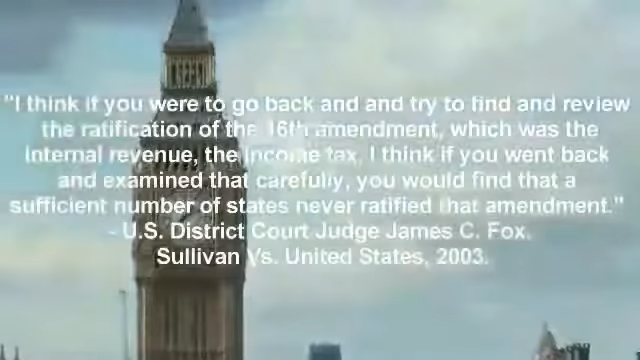 "I think if you were to go back and and try to find and review
the ratification of the 16th amendment, which was the
internal revenue, the income tax, I think if you went back
and examined that carefully, you would find that a
sufficient number of states never ratified that amendment."
- U.S. District Court Judge James C. Fox.
Sullivan Vs. United States, 2003.